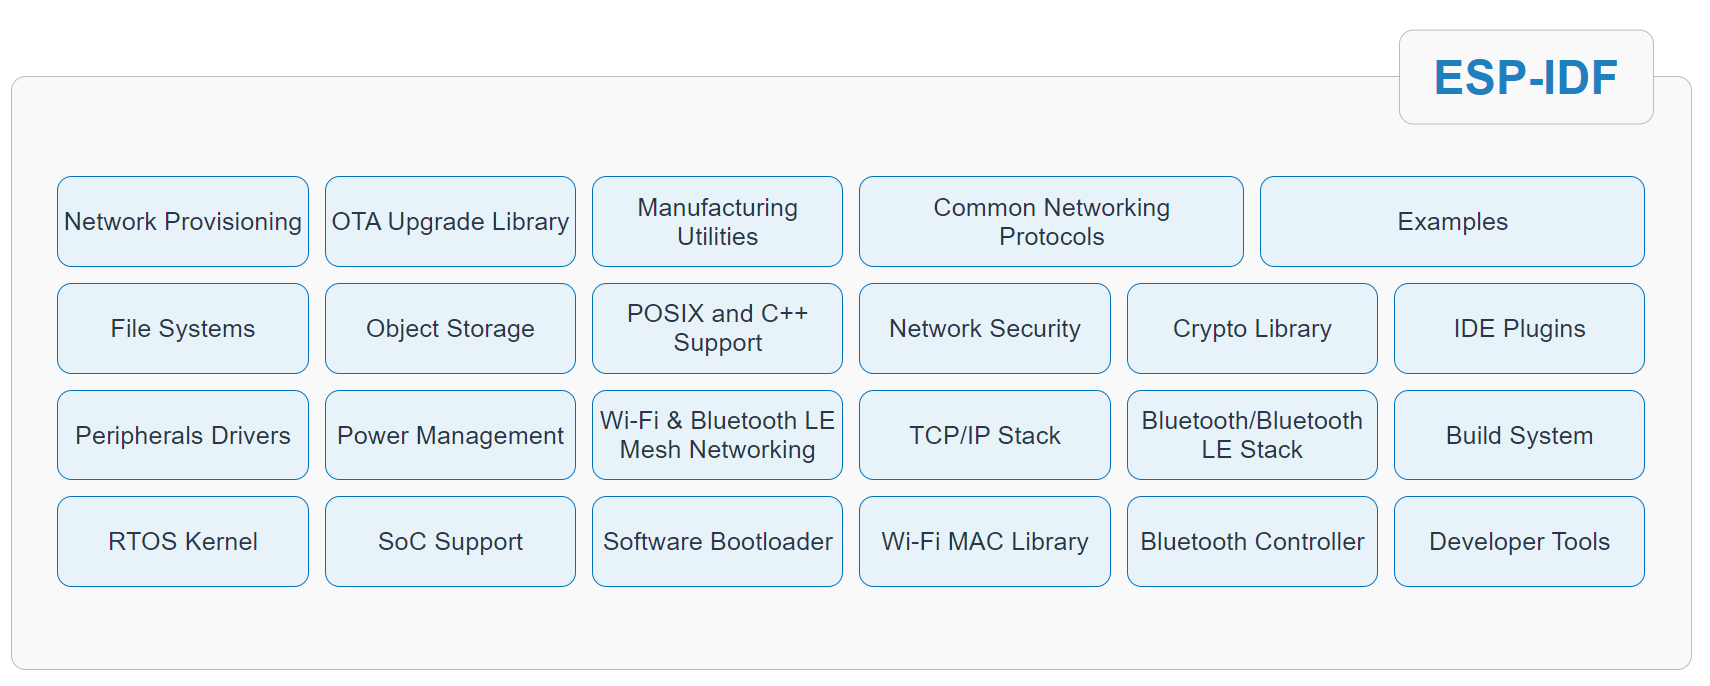 ESP-IDF
Network Provisioning
OTA Upgrade Library
Manufacturing
Utilities
Common Networking
Protocols
Examples
File Systems
Object Storage
POSIX and C++
Support
Network Security
Crypto Library
IDE Plugins
Peripherals Drivers
Power Management
Wi-Fi & Bluetooth LE
Mesh Networking
TCP/IP Stack
Bluetooth/Bluetooth
LE Stack
Build System
RTOS Kernel
SoC Support
Software Bootloader
Wi-Fi MAC Library
Bluetooth Controller
Developer Tools